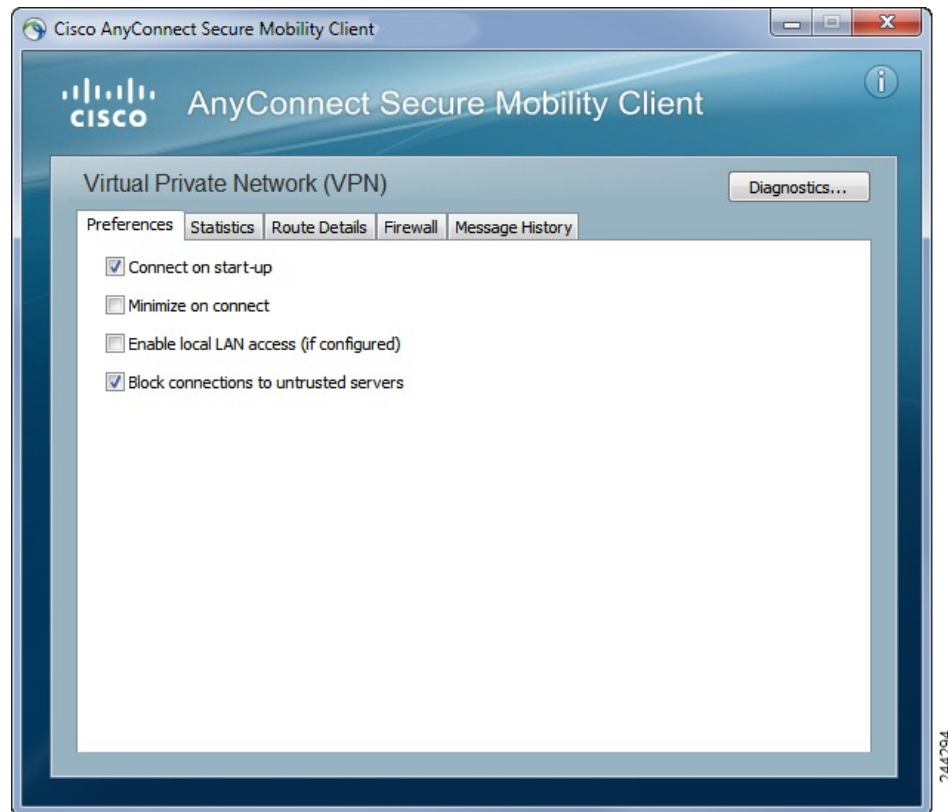 Cisco AnyConnect Secure Mobility Client
cisco
AnyConnect Secure Mobility Client
i
Virtual Private Network (VPN)
Diagnostics...
Preferences Statistics Route Details Firewall Message History
Connect on start-up
Minimize on connect
Enable local LAN access (if configured)
Block connections to untrusted servers
244294